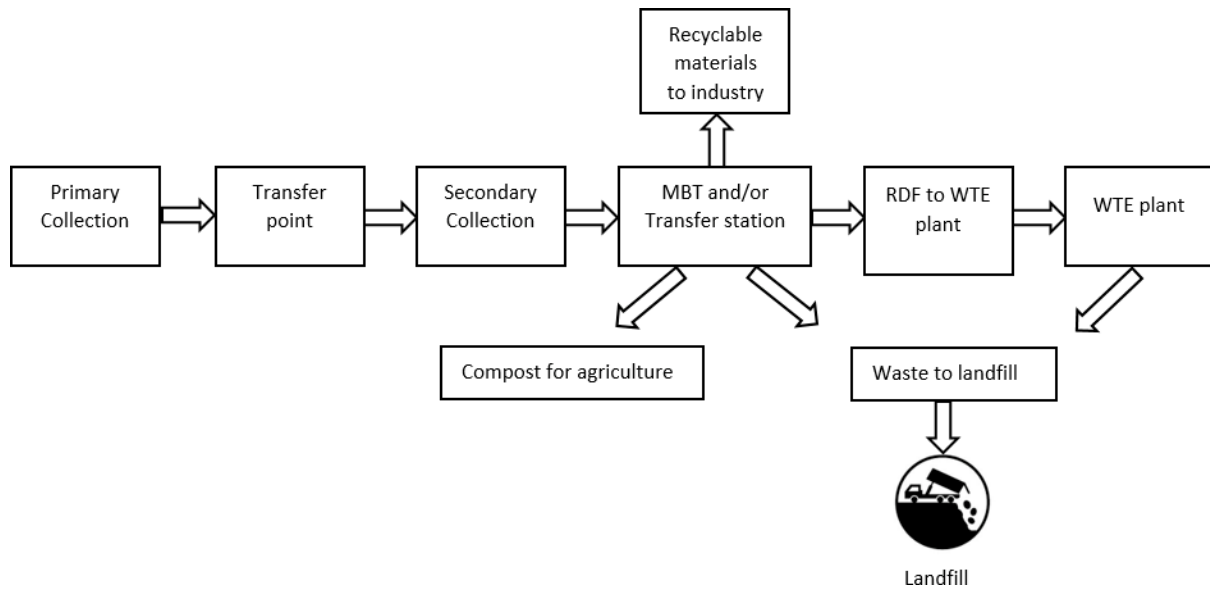 Recyclable
materials
to industry
Primary
Collection
Transfer
point
Secondary
Collection
MBT and/or
Transfer station
RDF to WTE
plant
WTE plant
Compost for agriculture
Waste to landfill
Landfill